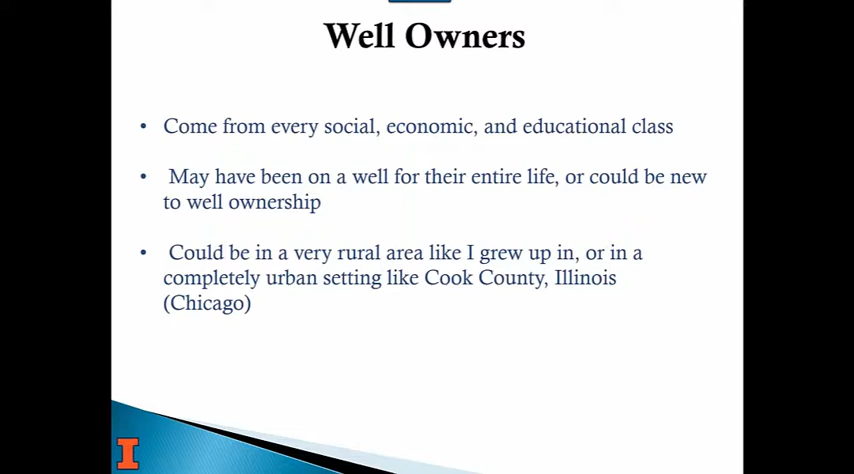 Well Owners
• Come from every social, economic, and educational class
• May have been on a well for their entire life, or could be new
to well ownership
• Could be in a very rural area like I grew up in, or in a
completely urban setting like Cook County, Illinois
(Chicago)
I